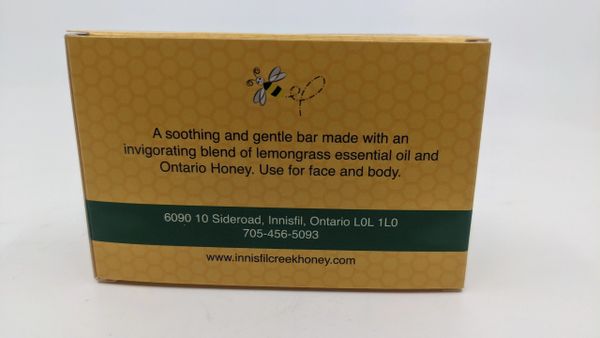 A soothing and gentle bar made with an
invigorating blend of lemongrass essential oil and
Ontario Honey. Use for face and body.
6090 10 Sideroad, Innisfil, Ontario L0L 1L0
705-456-5093
www.innisfilcreekhoney.com